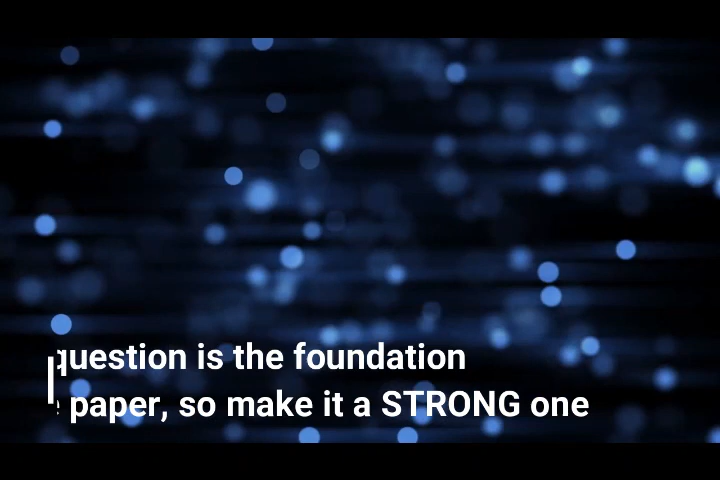 question is the foundation
paper, so make it a STRONG one